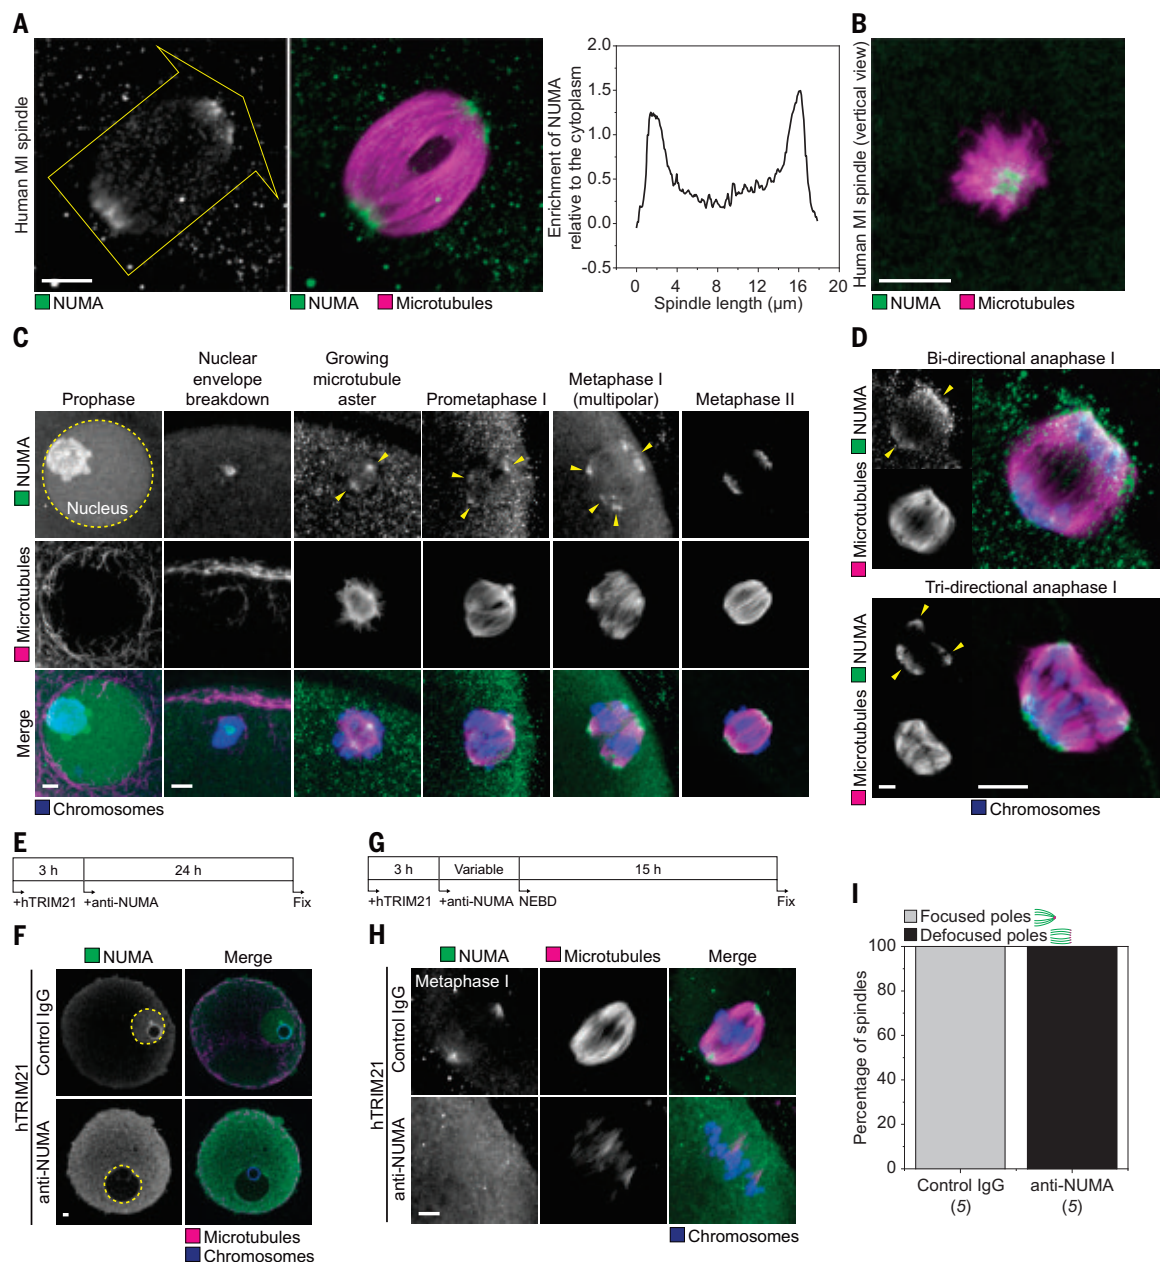 A
Human MI spindle
NUMA
NUMA Microtubules
Enrichment of NUMA
relative to the cytoplasm
2.0
1.5
1.0
0.5
0.0
-0.5
0 4 8 12 16 20
Spindle length (µm)
B
Human MI spindle (vertical view)
NUMA Microtubules
C
Prophase
Nuclear
envelope
breakdown
Growing
microtubule
aster
Prometaphase I
Metaphase I
(multipolar)
Metaphase II
NUMA
Nucleus
Microtubules
Merge
Chromosomes
D
Bi-directional anaphase I
NUMA
Microtubules
Tri-directional anaphase I
NUMA
Microtubules
Chromosomes
E
3 h 24 h
+hTRIM21 +anti-NUMA Fix
F
NUMA Merge
hTRIM21
Control IgG
anti-NUMA
Microtubules
Chromosomes
G
3 h Variable 15 h
+hTRIM21 +anti-NUMA NEBD Fix
H
NUMA Microtubules Merge
Metaphase I
hTRIM21
Control IgG
anti-NUMA
Chromosomes
I
Focused poles
Defocused poles
Percentage of spindles
100
80
60
40
20
0
Control IgG anti-NUMA
(5) (5)